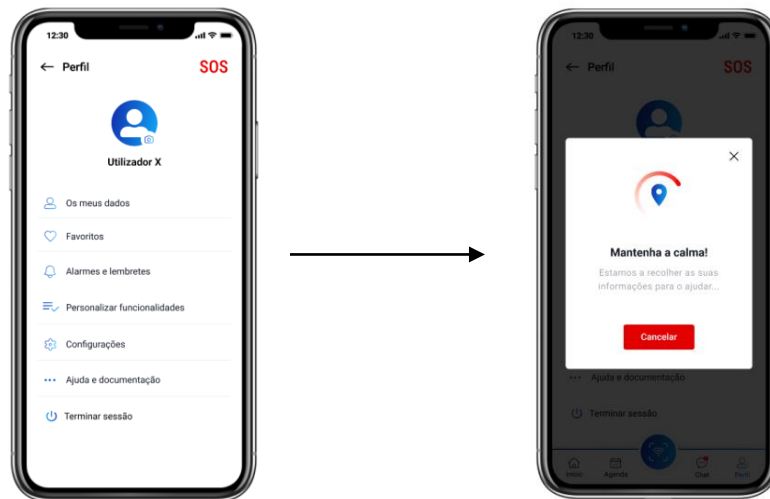 12:30
Perfil
SOS
Utilizador X
Os meus dados
Favoritos
Alarmes e lembretes
Personalizar funcionalidades
Configurações
Ajuda e documentação
Terminar sessão
12:30
Perfil
SOS
Mantenha a calma!
Estamos a recolher as suas
informações para o ajudar...
Cancelar
Ajuda e documentação
Terminar sessão
Início
Agenda
Chat
Perfil